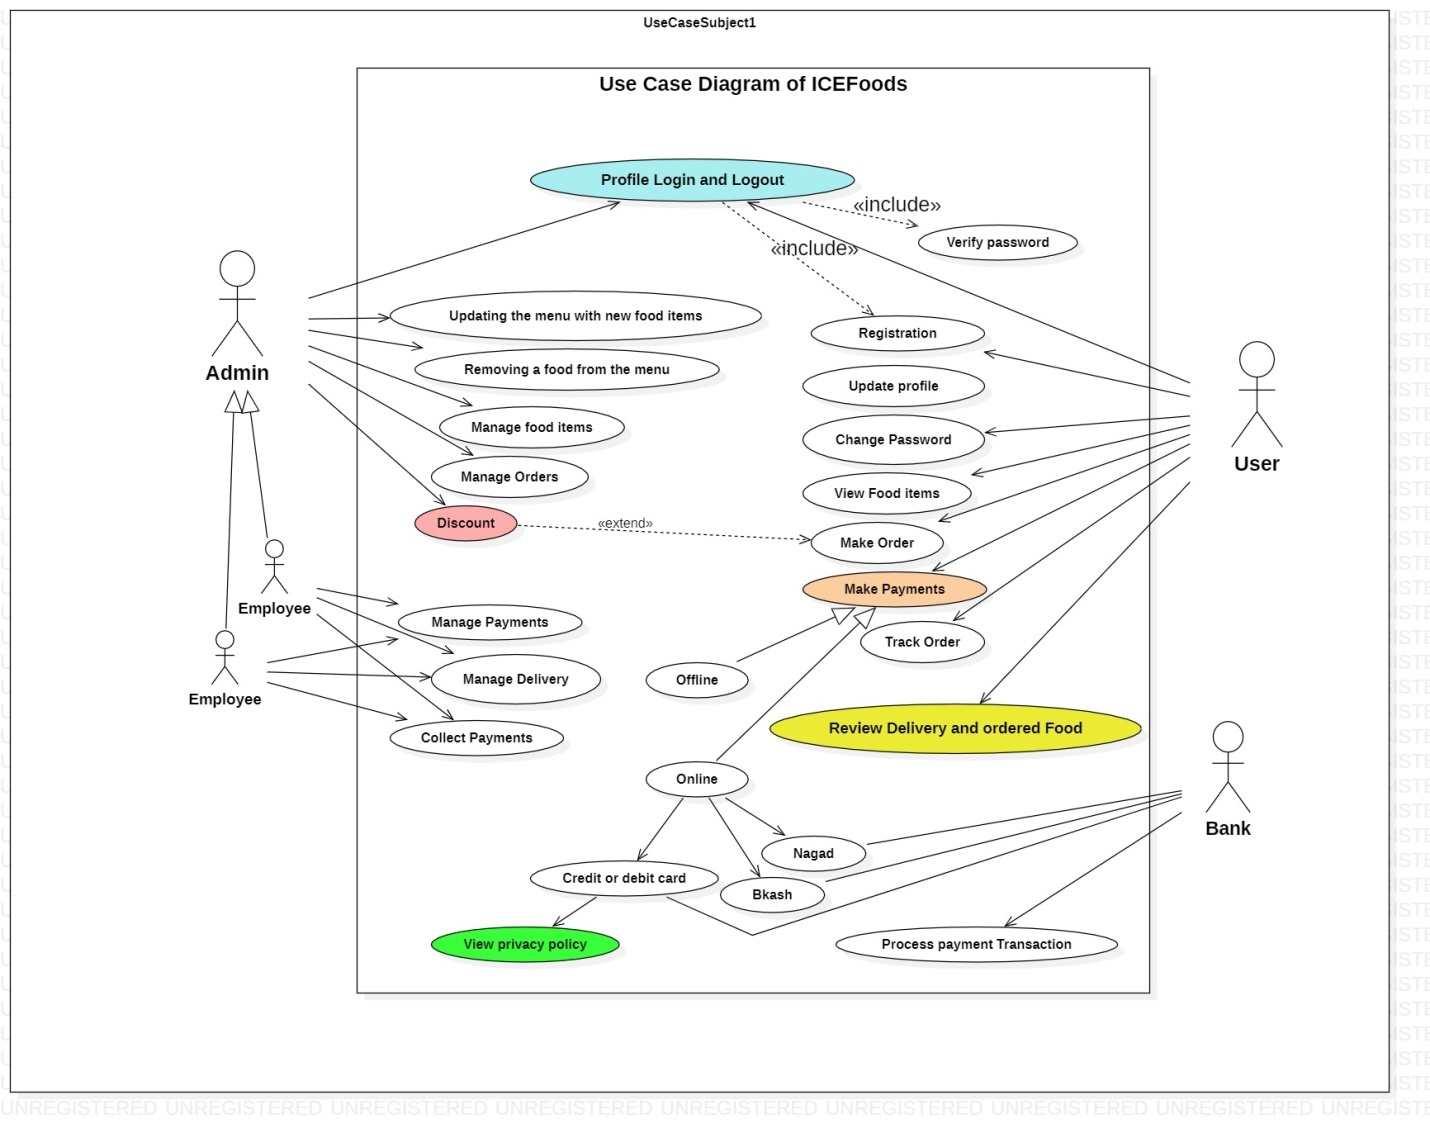 UseCaseSubject1
Use Case Diagram of ICEFoods
Profile Login and Logout
«include»
Verify password
«include»
Updating the menu with new food items
Registration
Removing a food from the menu
Admin
Update profile
Manage food items
Change Password
User
Manage Orders
View Food items
Discount
«extend»
Make Order
Make Payments
Employee
Manage Payments
Track Order
Employee
Manage Delivery
Offline
Review Delivery and ordered Food
Collect Payments
Online
Bank
Nagad
Credit or debit card
Bkash
View privacy policy
Process payment Transaction
UNREGISTERED UNREGISTERED UNREGISTERED UNREGISTERED UNREGISTERED UNREGISTERED UNREGISTERED UNREGISTERED UNREGISTE